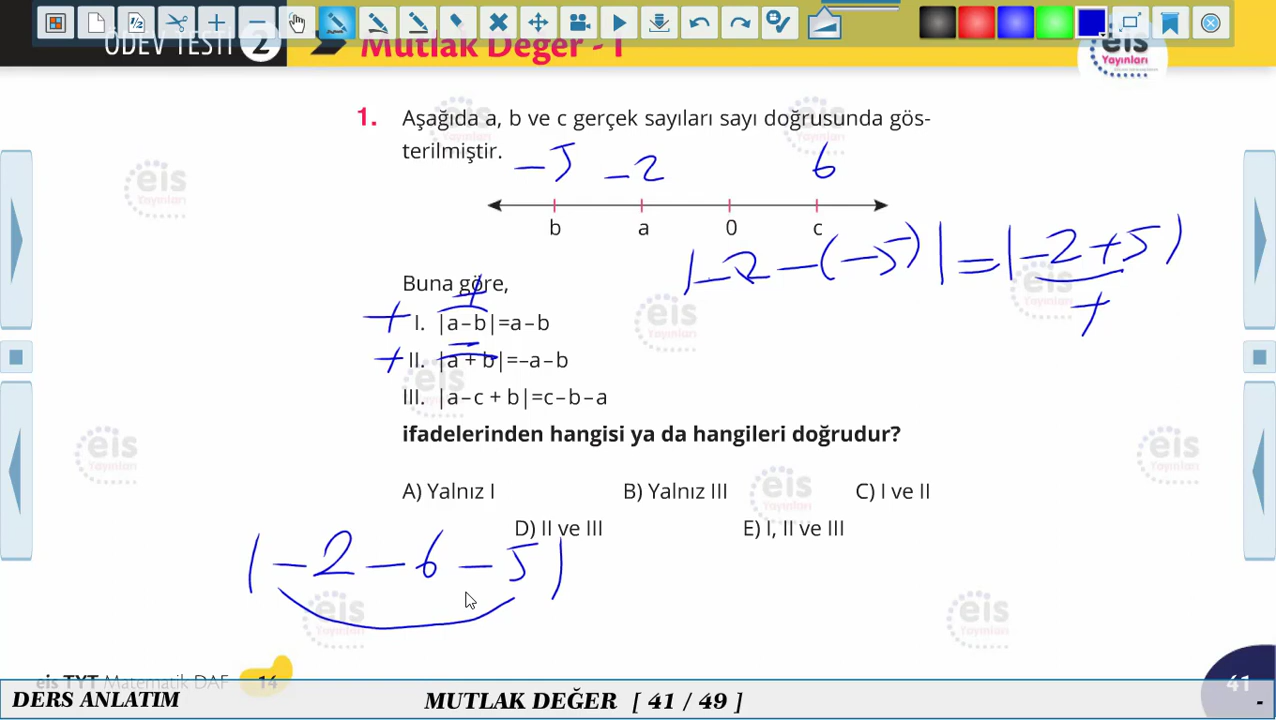 ÖDEV TESTİ 2 Mutlak Değer - I
eis Yayınları
1. Aşağıda a, b ve c gerçek sayıları sayı doğrusunda gös-
terilmiştir.
-5 -2 6
b a 0 c
|-2-(-5)|=|-2+5|
+
Buna göre,
+
+ I. |a-b|=a-b
-
+ II. |a + b|=-a-b
III. |a-c + b|=c-b-a
ifadelerinden hangisi ya da hangileri doğrudur?
A) Yalnız I B) Yalnız III C) I ve II
D) II ve III E) I, II ve III
|-2-6-5|
eis TYT Matematik DAF 14 41
DERS ANLATIM MUTLAK DEĞER [ 41 / 49 ] -